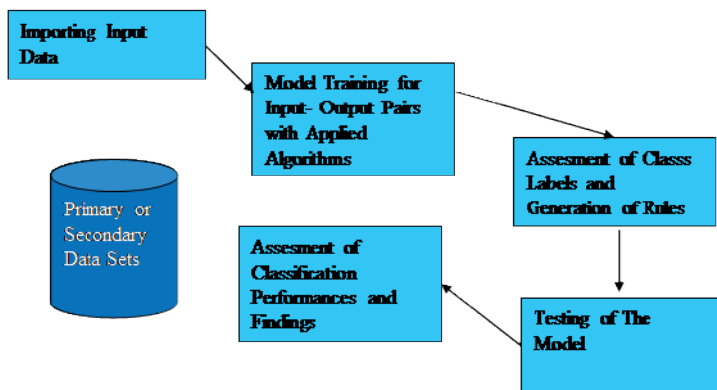 Importing Input
Data
Model Training for
Input- Output Pairs
with Applied
Algorithms
Assesment of Classs
Labels and
Generation of Rules
Primary or
Secondary
Data Sets
Assesment of
Classification
Performances and
Findings
Testing of The
Model